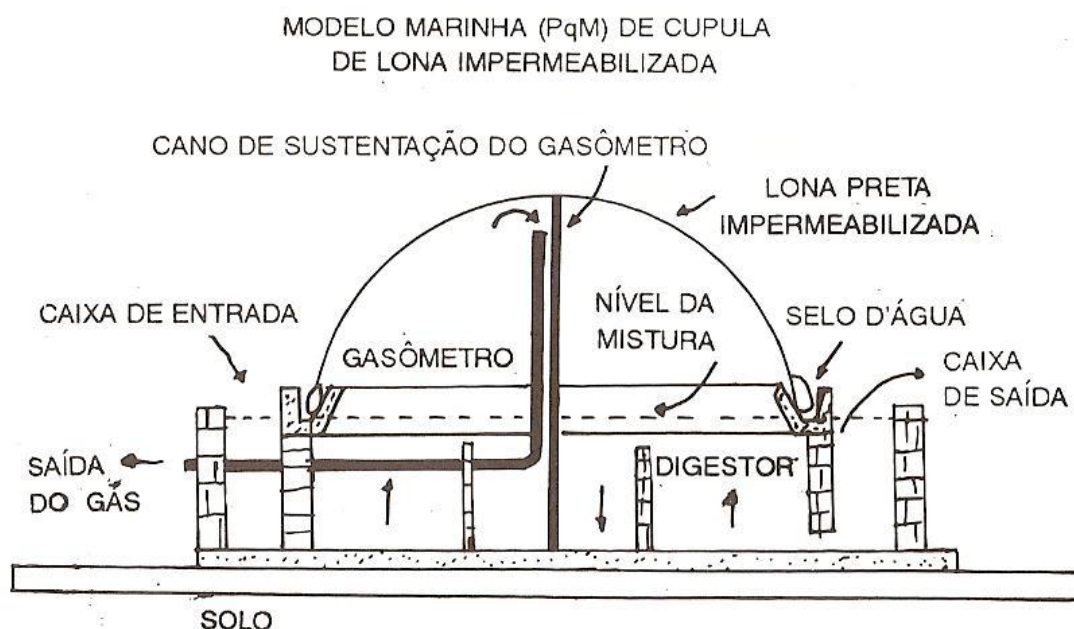 MODELO MARINHA (PqM) DE CUPULA
DE LONA IMPERMEABILIZADA
CANO DE SUSTENTAÇÃO DO GASÔMETRO
LONA PRETA
IMPERMEABILIZADA
CAIXA DE ENTRADA
NÍVEL DA
MISTURA
SELO D'ÁGUA
GASÔMETRO
CAIXA
DE SAÍDA
SAÍDA
DO GÁS
DIGESTOR
SOLO